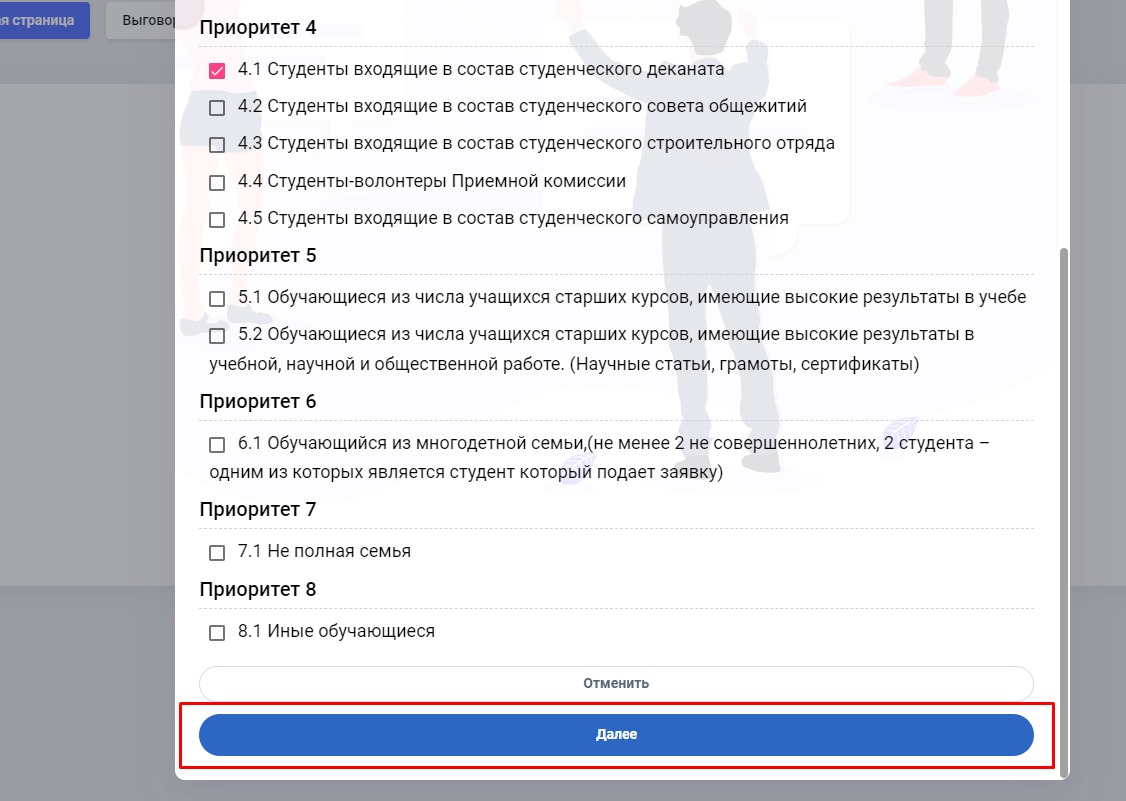 ая страница
Выговор
Приоритет 4
4.1 Студенты входящие в состав студенческого деканата
4.2 Студенты входящие в состав студенческого совета общежитий
4.3 Студенты входящие в состав студенческого строительного отряда
4.4 Студенты-волонтеры Приемной комиссии
4.5 Студенты входящие в состав студенческого самоуправления
Приоритет 5
5.1 Обучающиеся из числа учащихся старших курсов, имеющие высокие результаты в учебе
5.2 Обучающиеся из числа учащихся старших курсов, имеющие высокие результаты в
учебной, научной и общественной работе. (Научные статьи, грамоты, сертификаты)
Приоритет 6
6.1 Обучающийся из многодетной семьи,(не менее 2 не совершеннолетних, 2 студента –
одним из которых является студент который подает заявку)
Приоритет 7
7.1 Не полная семья
Приоритет 8
8.1 Иные обучающиеся
Отменить
Далее